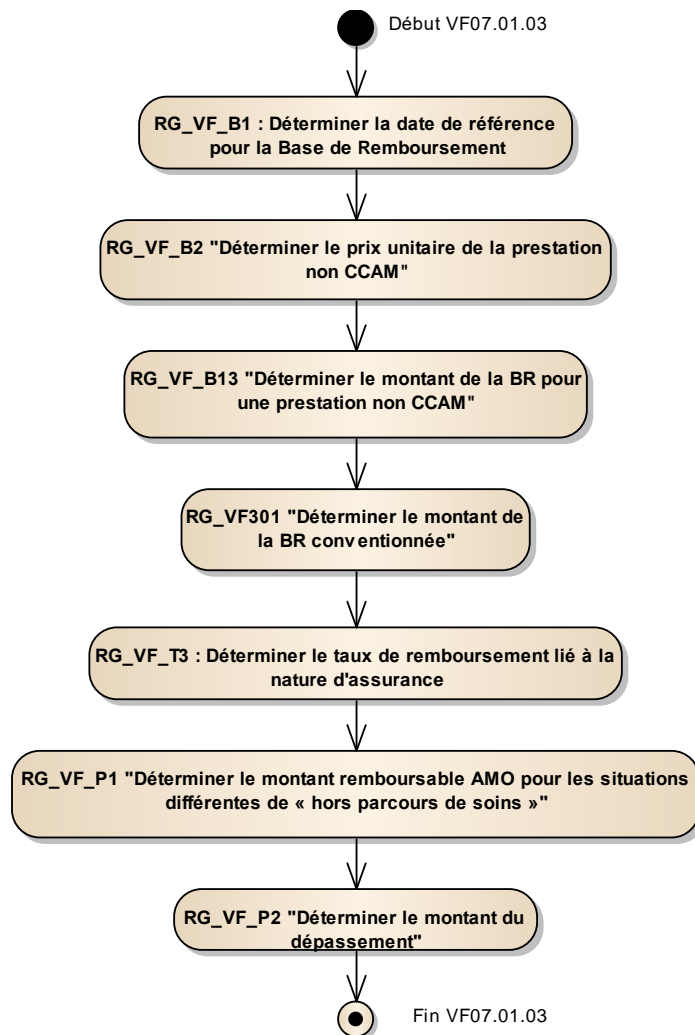 Début VF07.01.03
RG_VF_B1 : Déterminer la date de référence
pour la Base de Remboursement
RG_VF_B2 "Déterminer le prix unitaire de la prestation
non CCAM"
RG_VF_B13 "Déterminer le montant de la BR pour
une prestation non CCAM"
RG_VF301 "Déterminer le montant de
la BR conventionnée"
RG_VF_T3 : Déterminer le taux de remboursement lié à la
nature d'assurance
RG_VF_P1 "Déterminer le montant remboursable AMO pour les situations
différentes de « hors parcours de soins »"
RG_VF_P2 "Déterminer le montant du
dépassement"
Fin VF07.01.03